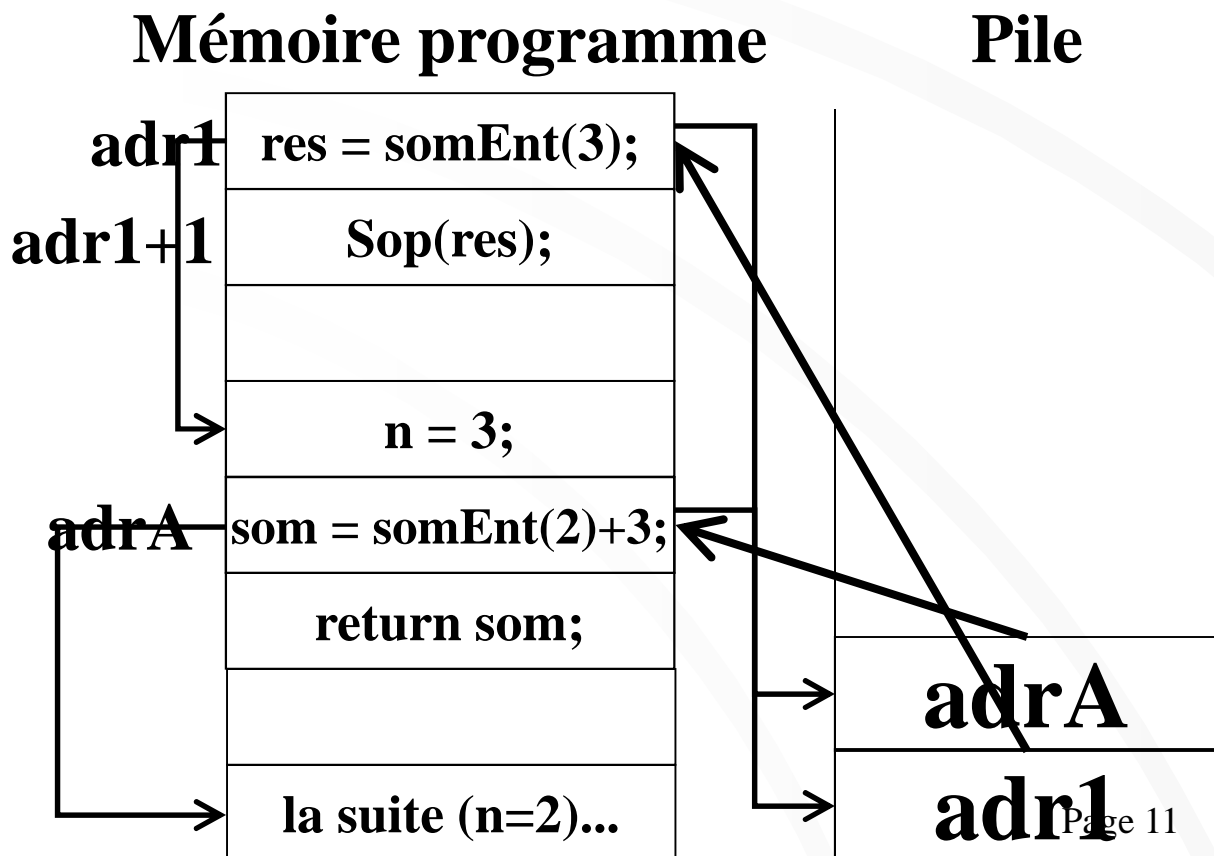 Mémoire programme
Pile
adr1
res = somEnt(3);
adr1+1
Sop(res);
n = 3;
adrA
som = somEnt(2)+3;
return som;
adrA
la suite (n=2)...
adr1
Page 11